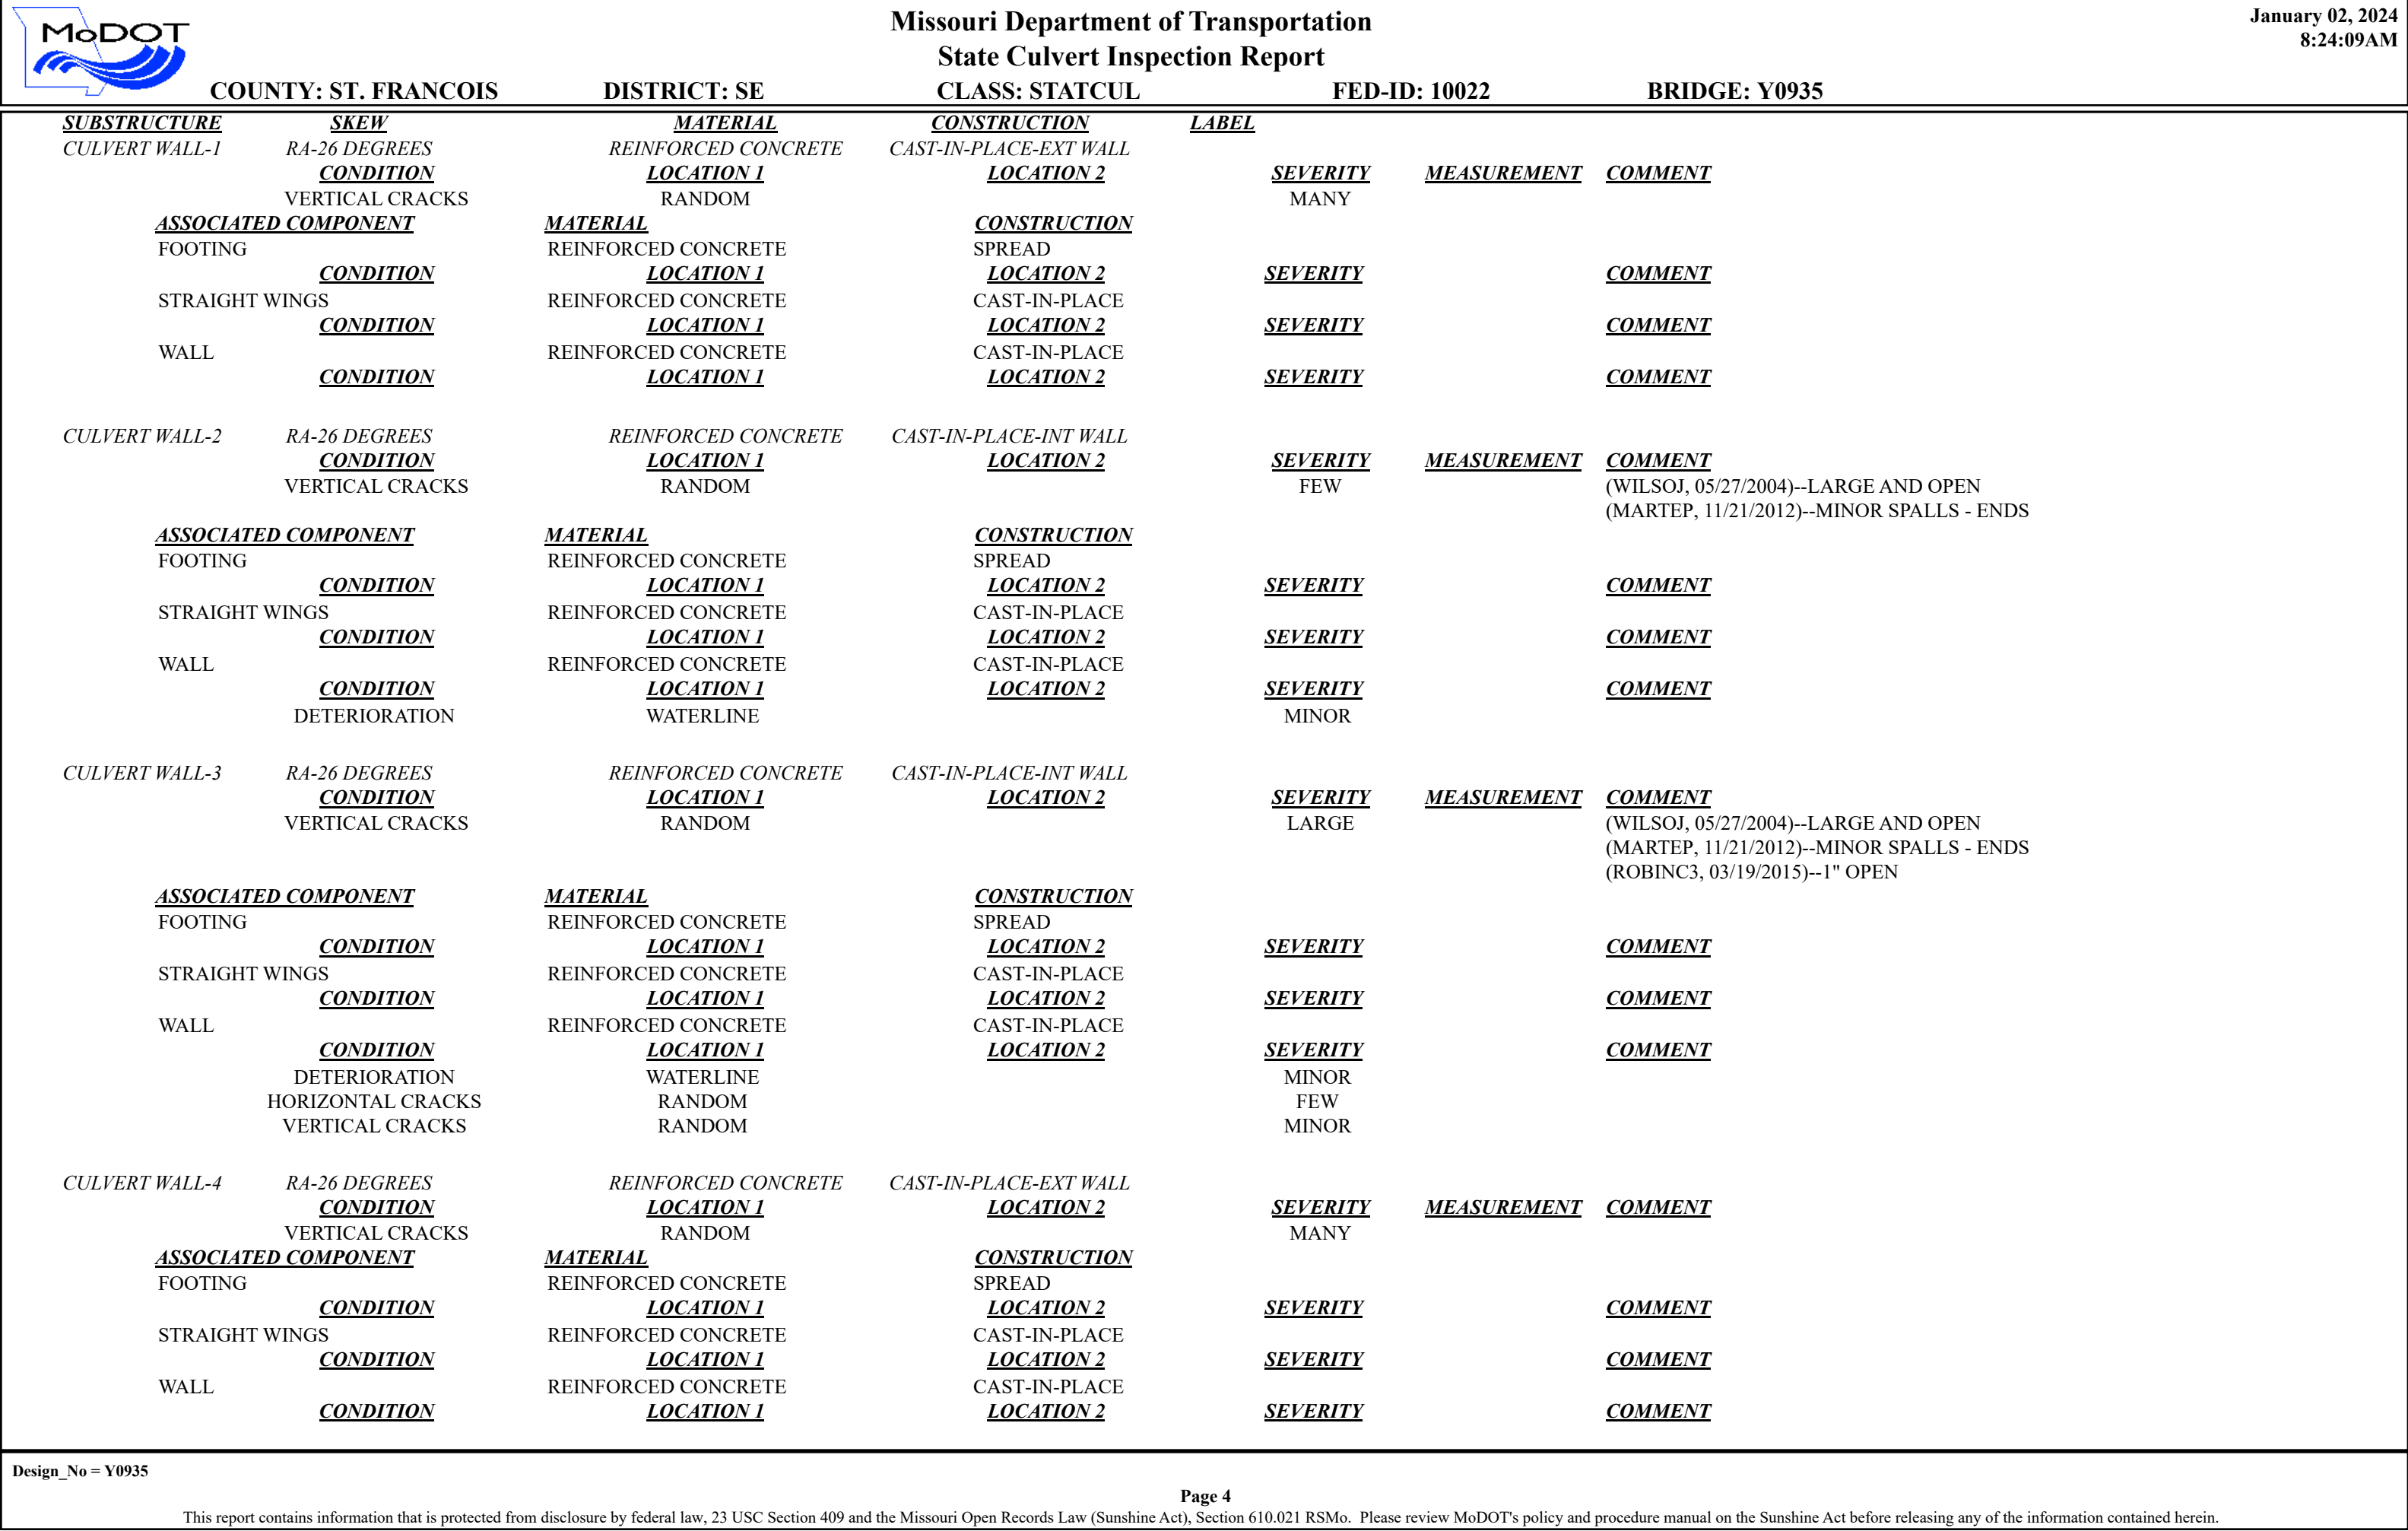 MoDOT
Missouri Department of Transportation
State Culvert Inspection Report
January 02, 2024
8:24:09AM
COUNTY: ST. FRANCOIS DISTRICT: SE CLASS: STATCUL FED-ID: 10022 BRIDGE: Y0935
SUBSTRUCTURE SKEW MATERIAL CONSTRUCTION LABEL
CULVERT WALL-1 RA-26 DEGREES REINFORCED CONCRETE CAST-IN-PLACE-EXT WALL
CONDITION LOCATION 1 LOCATION 2 SEVERITY MEASUREMENT COMMENT
VERTICAL CRACKS RANDOM MANY
ASSOCIATED COMPONENT MATERIAL CONSTRUCTION
FOOTING REINFORCED CONCRETE SPREAD
CONDITION LOCATION 1 LOCATION 2 SEVERITY COMMENT
STRAIGHT WINGS REINFORCED CONCRETE CAST-IN-PLACE
CONDITION LOCATION 1 LOCATION 2 SEVERITY COMMENT
WALL REINFORCED CONCRETE CAST-IN-PLACE
CONDITION LOCATION 1 LOCATION 2 SEVERITY COMMENT
CULVERT WALL-2 RA-26 DEGREES REINFORCED CONCRETE CAST-IN-PLACE-INT WALL
CONDITION LOCATION 1 LOCATION 2 SEVERITY MEASUREMENT COMMENT
VERTICAL CRACKS RANDOM FEW (WILSOJ, 05/27/2004)--LARGE AND OPEN
(MARTEP, 11/21/2012)--MINOR SPALLS - ENDS
ASSOCIATED COMPONENT MATERIAL CONSTRUCTION
FOOTING REINFORCED CONCRETE SPREAD
CONDITION LOCATION 1 LOCATION 2 SEVERITY COMMENT
STRAIGHT WINGS REINFORCED CONCRETE CAST-IN-PLACE
CONDITION LOCATION 1 LOCATION 2 SEVERITY COMMENT
WALL REINFORCED CONCRETE CAST-IN-PLACE
CONDITION LOCATION 1 LOCATION 2 SEVERITY COMMENT
DETERIORATION WATERLINE MINOR
CULVERT WALL-3 RA-26 DEGREES REINFORCED CONCRETE CAST-IN-PLACE-INT WALL
CONDITION LOCATION 1 LOCATION 2 SEVERITY MEASUREMENT COMMENT
VERTICAL CRACKS RANDOM LARGE (WILSOJ, 05/27/2004)--LARGE AND OPEN
(MARTEP, 11/21/2012)--MINOR SPALLS - ENDS
(ROBINC3, 03/19/2015)--1" OPEN
ASSOCIATED COMPONENT MATERIAL CONSTRUCTION
FOOTING REINFORCED CONCRETE SPREAD
CONDITION LOCATION 1 LOCATION 2 SEVERITY COMMENT
STRAIGHT WINGS REINFORCED CONCRETE CAST-IN-PLACE
CONDITION LOCATION 1 LOCATION 2 SEVERITY COMMENT
WALL REINFORCED CONCRETE CAST-IN-PLACE
CONDITION LOCATION 1 LOCATION 2 SEVERITY COMMENT
DETERIORATION WATERLINE MINOR
HORIZONTAL CRACKS RANDOM FEW
VERTICAL CRACKS RANDOM MINOR
CULVERT WALL-4 RA-26 DEGREES REINFORCED CONCRETE CAST-IN-PLACE-EXT WALL
CONDITION LOCATION 1 LOCATION 2 SEVERITY MEASUREMENT COMMENT
VERTICAL CRACKS RANDOM MANY
ASSOCIATED COMPONENT MATERIAL CONSTRUCTION
FOOTING REINFORCED CONCRETE SPREAD
CONDITION LOCATION 1 LOCATION 2 SEVERITY COMMENT
STRAIGHT WINGS REINFORCED CONCRETE CAST-IN-PLACE
CONDITION LOCATION 1 LOCATION 2 SEVERITY COMMENT
WALL REINFORCED CONCRETE CAST-IN-PLACE
CONDITION LOCATION 1 LOCATION 2 SEVERITY COMMENT
Design_No = Y0935
Page 4
This report contains information that is protected from disclosure by federal law, 23 USC Section 409 and the Missouri Open Records Law (Sunshine Act), Section 610.021 RSMo. Please review MoDOT's policy and procedure manual on the Sunshine Act before releasing any of the information contained herein.